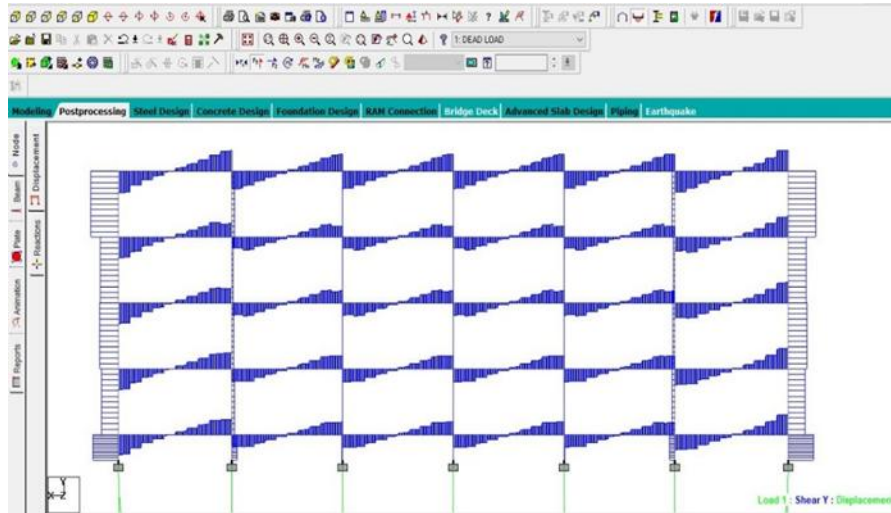 1: DEAD LOAD
Modeling Postprocessing Steel Design Concrete Design Foundation Design RAM Connection Bridge Deck Advanced Slab Design Piping Earthquake
Node
Beam
Plate
Animation
Reports
Displacement
Reactions
Y
X Z
Load 1 : Shear Y : Displacement